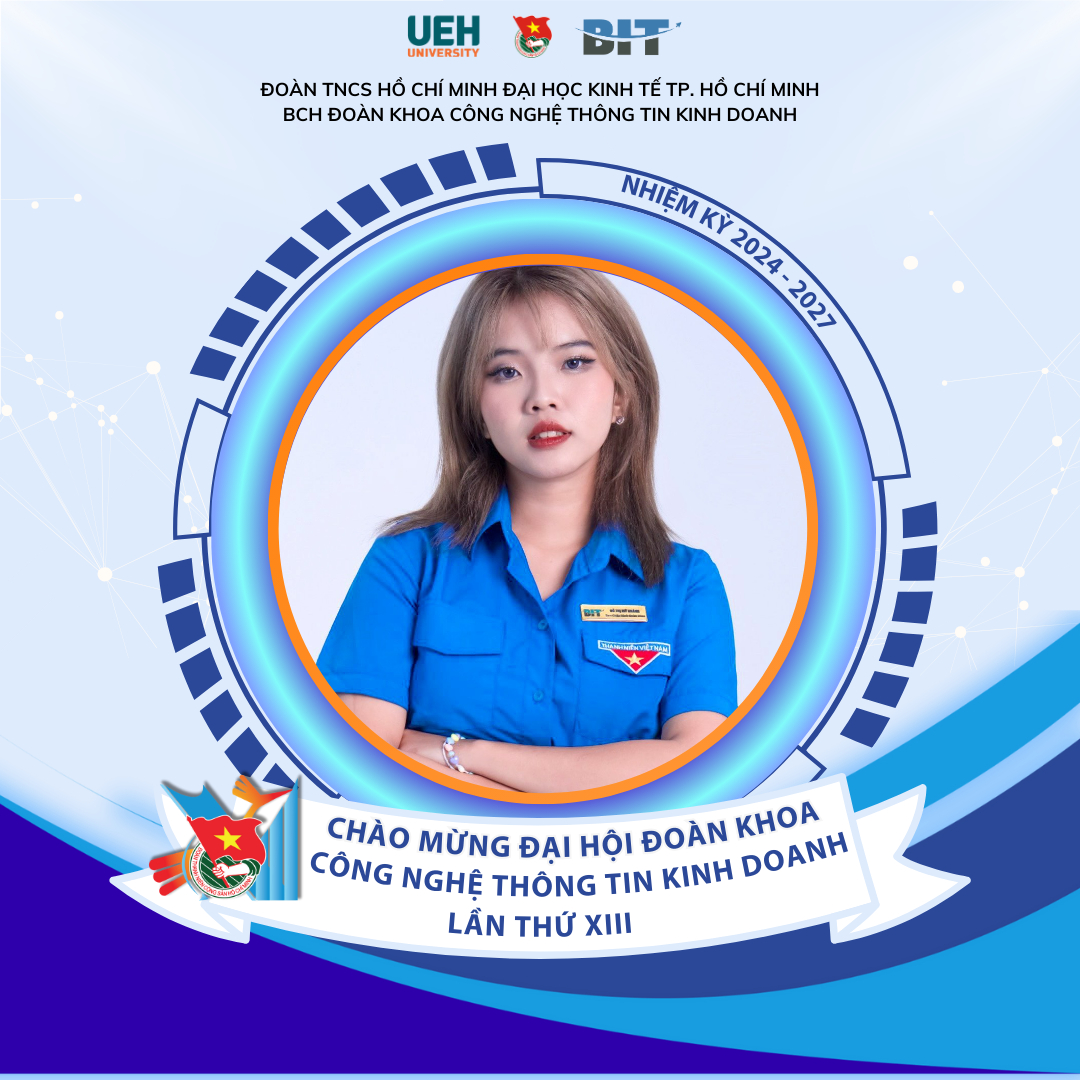 UEH
UNIVERSITY
BIT
ĐOÀN TNCS HỒ CHÍ MINH ĐẠI HỌC KINH TẾ TP. HỒ CHÍ MINH
BCH ĐOÀN KHOA CÔNG NGHỆ THÔNG TIN KINH DOANH
NHIỆM KỲ 2024 - 2027
BIT
THANH NIÊN VIỆT NAM
CHÀO MỪNG ĐẠI HỘI ĐOÀN KHOA
CÔNG NGHỆ THÔNG TIN KINH DOANH
LẦN THỨ XIII